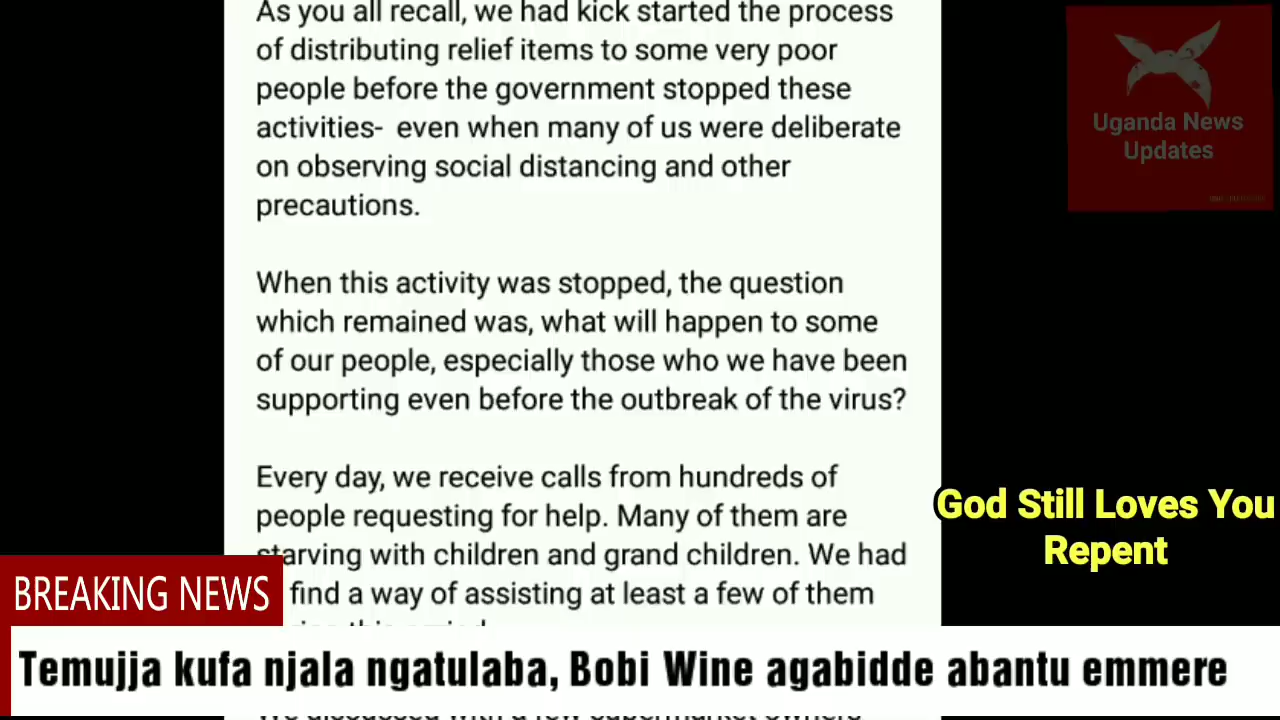 As you all recall, we had kick started the process
of distributing relief items to some very poor
people before the government stopped these
activities- even when many of us were deliberate
on observing social distancing and other
precautions.
When this activity was stopped, the question
which remained was, what will happen to some
of our people, especially those who we have been
supporting even before the outbreak of the virus?
Every day, we receive calls from hundreds of
people requesting for help. Many of them are
starving with children and grand children. We had
find a way of assisting at least a few of them
Uganda News
Updates
God Still Loves You
Repent
BREAKING NEWS
Temujja kufa njala ngatulaba, Bobi Wine agabidde abantu emmere
We discussed with a few supermarket owners